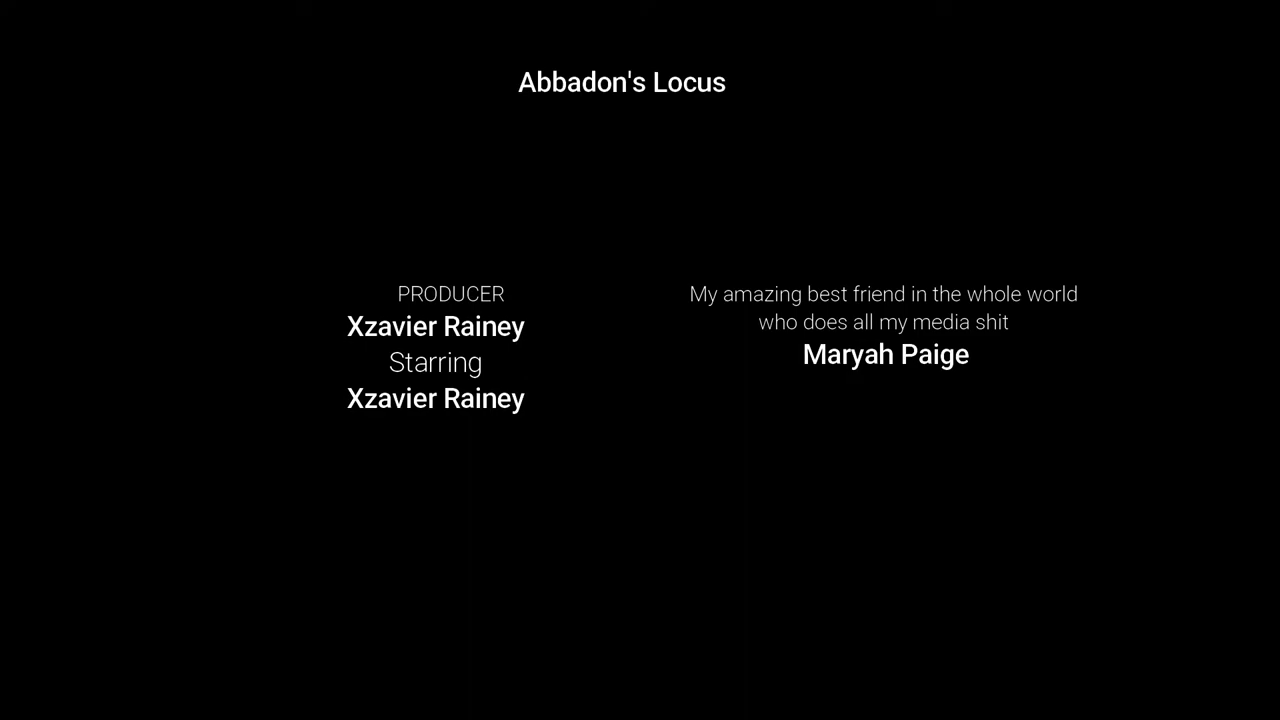 Abbadon's Locus
PRODUCER
Xzavier Rainey
Starring
Xzavier Rainey
My amazing best friend in the whole world
who does all my media shit
Maryah Paige